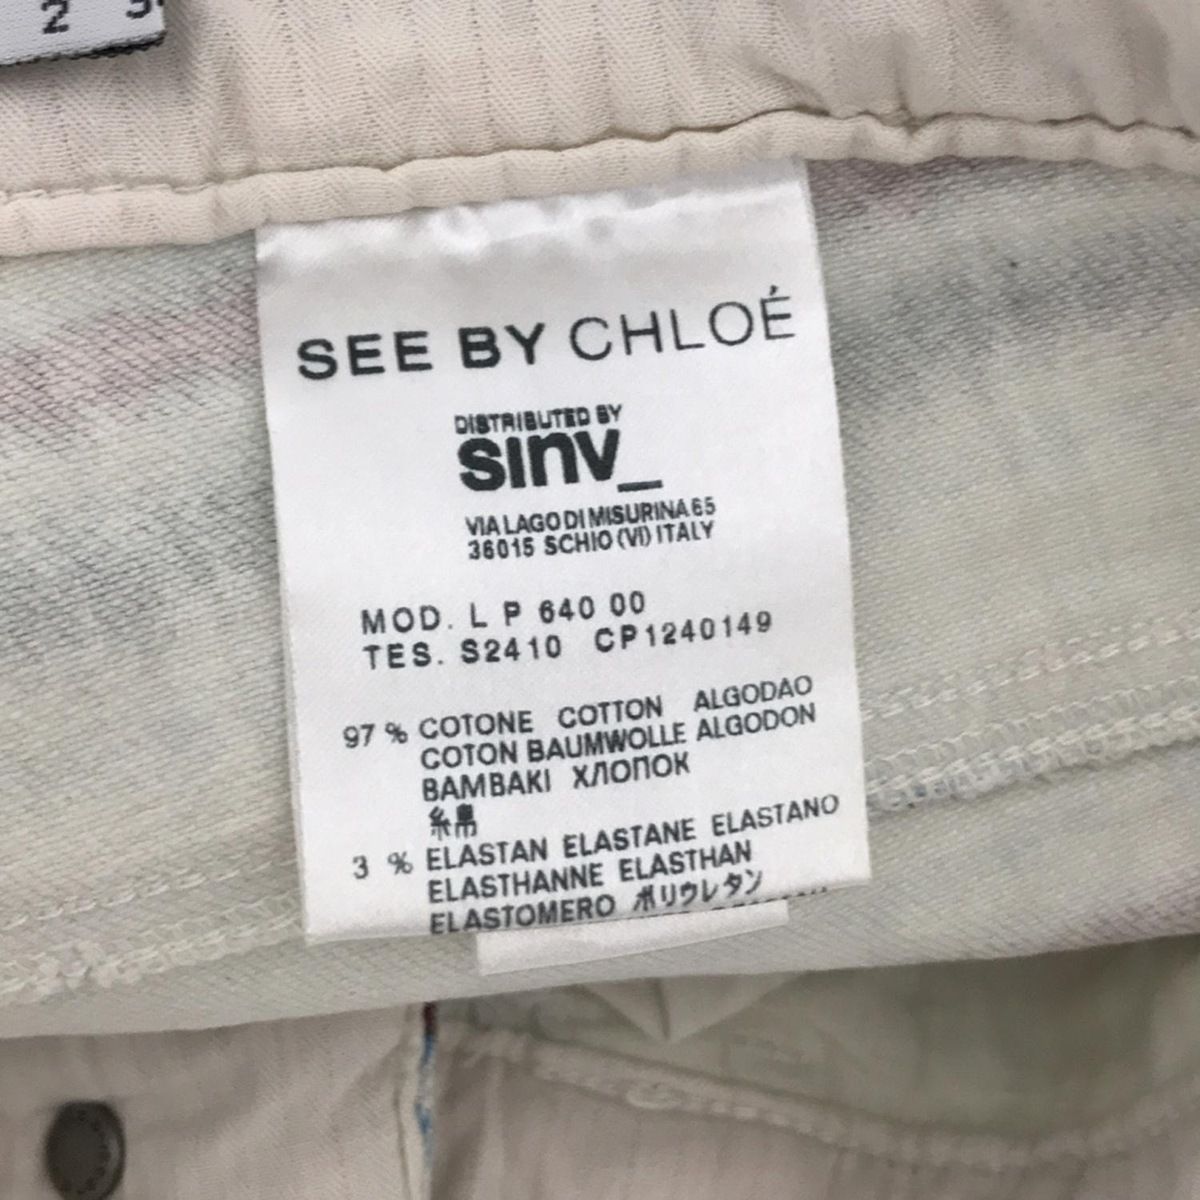 2
SEE BY CHLOÉ
DISTRIBUTED BY
sinv_
VIA LAGO DI MISURINA 65
36015 SCHIO (VI) ITALY
MOD. L P 640 00
TES. S2410 CP1240149
97 % COTONE COTTON ALGODAO
COTON BAUMWOLLE ALGODON
BAMBAKI ХЛОПОК
3 % ELASTAN ELASTANE ELASTANO
ELASTHANNE ELASTHAN
ELASTOMERO ポリウレタン